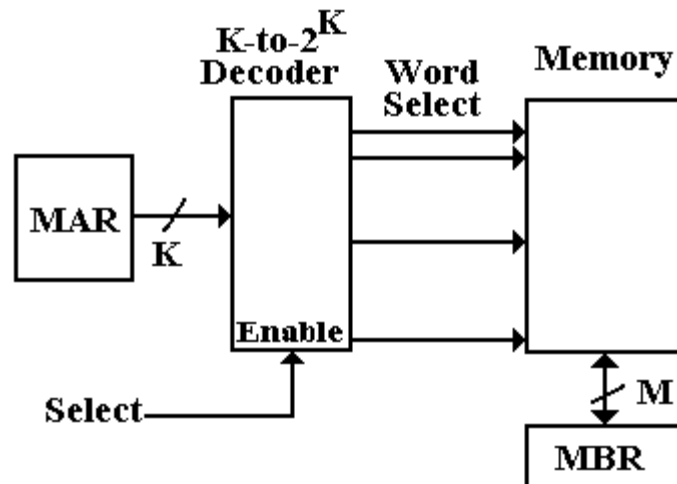 K-to-2^K
Decoder
Word
Select
Memory
MAR
K
Enable
Select
M
MBR